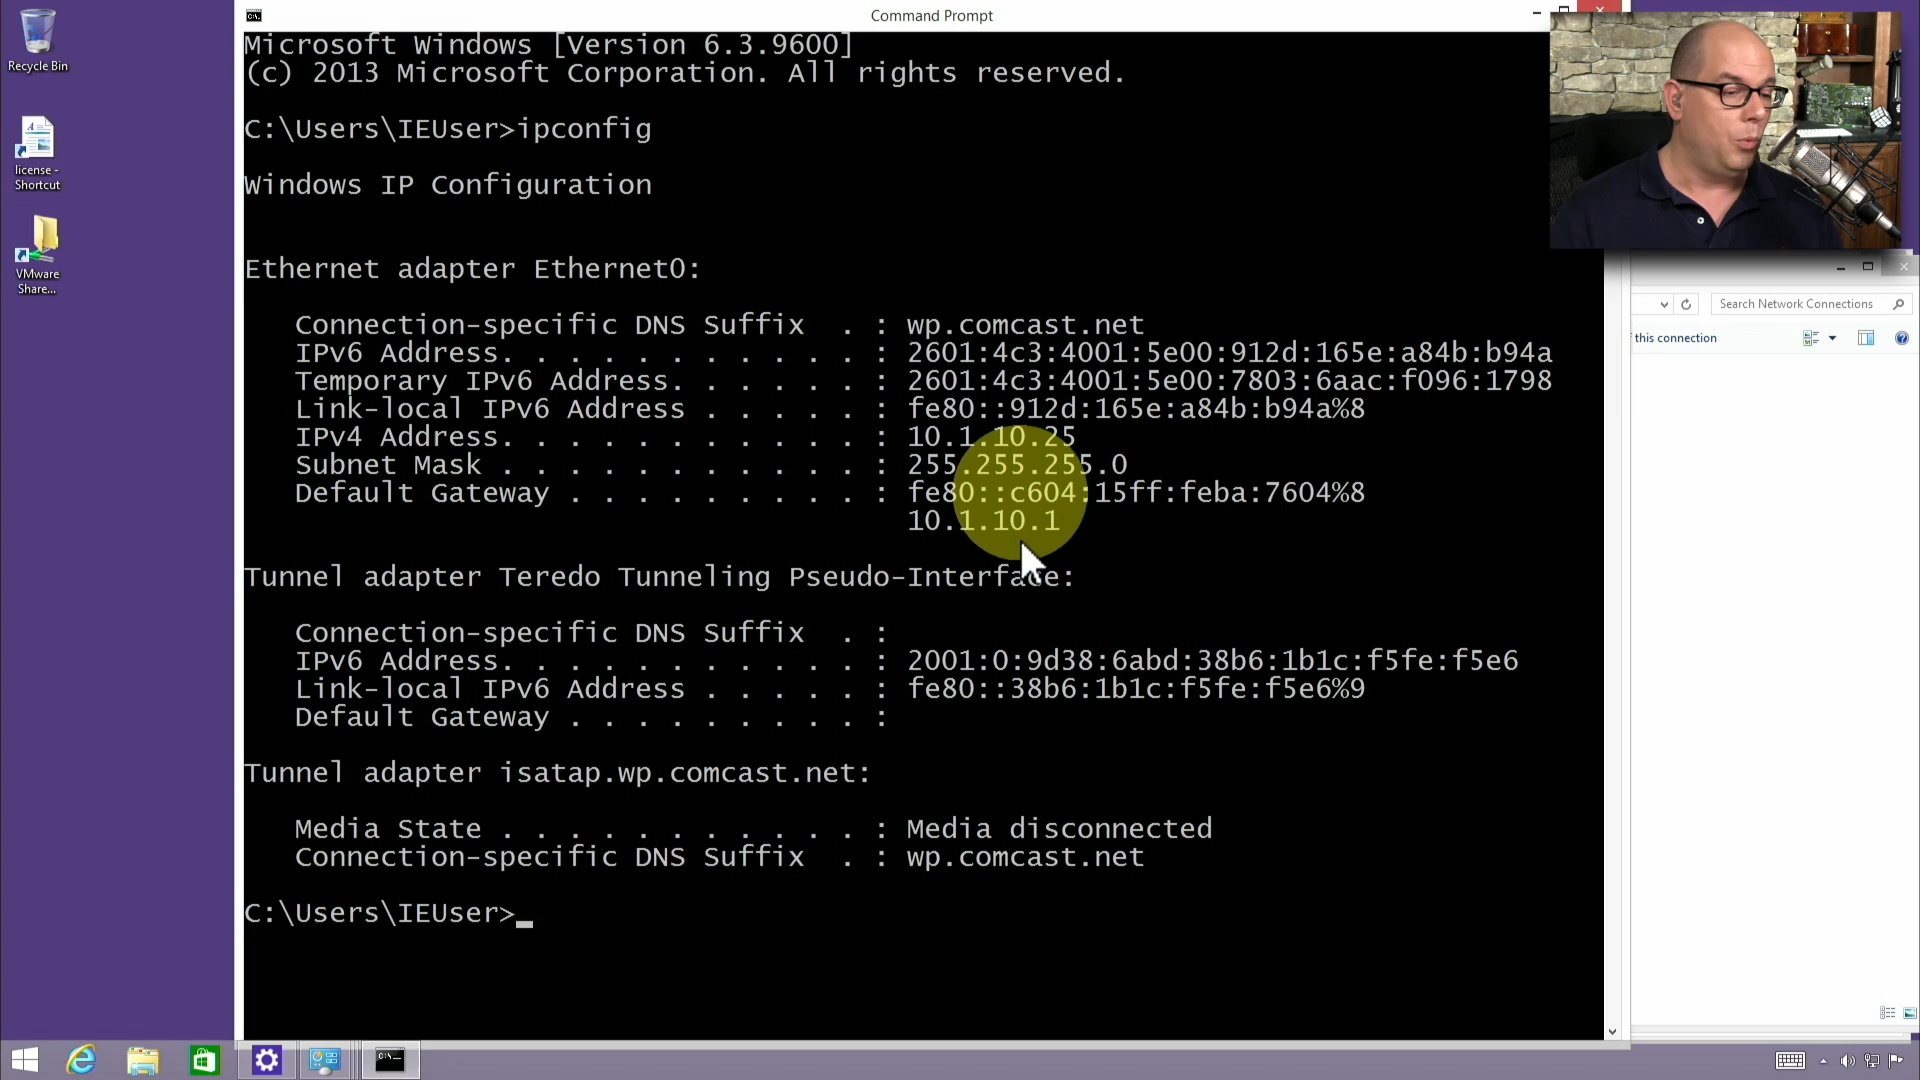 Command Prompt
Recycle Bin
license -
Shortcut
VMware
Share...
Microsoft Windows [Version 6.3.9600]
(c) 2013 Microsoft Corporation. All rights reserved.
C:\Users\IEUser>ipconfig
Windows IP Configuration
Ethernet adapter Ethernet0:
Connection-specific DNS Suffix  . : wp.comcast.net
IPv6 Address. . . . . . . . . . . : 2601:4c3:4001:5e00:912d:165e:a84b:b94a
Temporary IPv6 Address. . . . . . : 2601:4c3:4001:5e00:7803:6aac:f096:1798
Link-local IPv6 Address . . . . . : fe80::912d:165e:a84b:b94a%8
IPv4 Address. . . . . . . . . . . : 10.1.10.25
Subnet Mask . . . . . . . . . . . : 255.255.255.0
Default Gateway . . . . . . . . . : fe80::c604:15ff:feba:7604%8
10.1.10.1
Tunnel adapter Teredo Tunneling Pseudo-Interface:
Connection-specific DNS Suffix  . :
IPv6 Address. . . . . . . . . . . : 2001:0:9d38:6abd:38b6:1b1c:f5fe:f5e6
Link-local IPv6 Address . . . . . : fe80::38b6:1b1c:f5fe:f5e6%9
Default Gateway . . . . . . . . . :
Tunnel adapter isatap.wp.comcast.net:
Media State . . . . . . . . . . . : Media disconnected
Connection-specific DNS Suffix  . : wp.comcast.net
C:\Users\IEUser>_
Search Network Connections
this connection